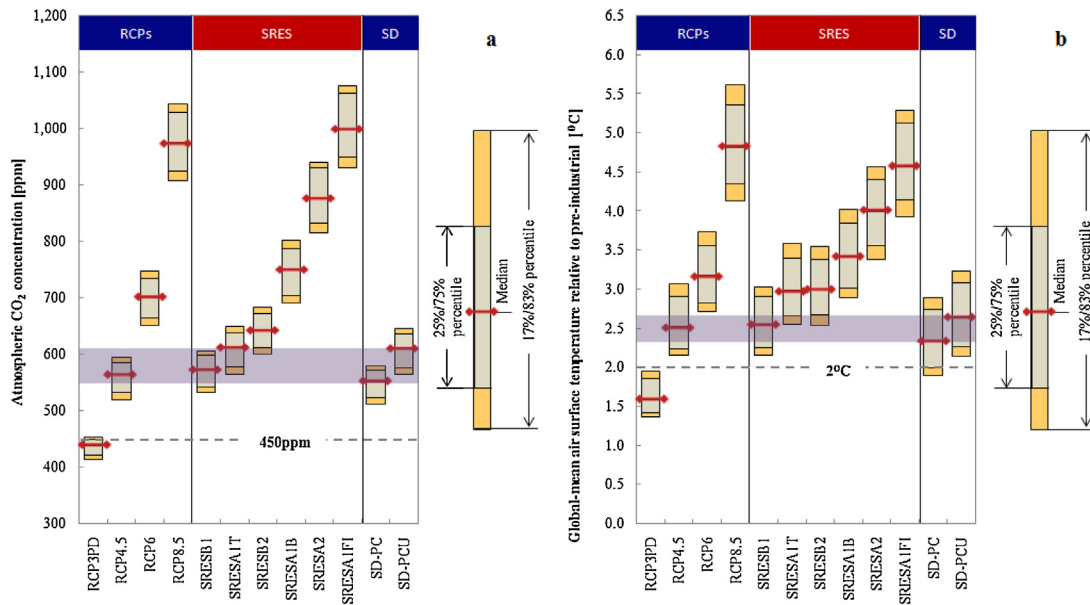 RCPs
SRES
SD
a
1,200
1,100
1,000
900
800
700
600
500
400
300
Atmospheric CO₂ concentration [ppm]
450ppm
RCP3PD
RCP4.5
RCP6
RCP8.5
SRESB1
SRESA1T
SRESB2
SRESA1B
SRESA2
SRESA1FI
SD-PC
SD-PCU
25%/75%
percentile
Median
17%/83% percentile
RCPs
SRES
SD
b
6.5
6.0
5.5
5.0
4.5
4.0
3.5
3.0
2.5
2.0
1.5
1.0
0.5
0.0
Global-mean air surface temperature relative to pre-industrial [⁰C]
2⁰C
RCP3PD
RCP4.5
RCP6
RCP8.5
SRESB1
SRESA1T
SRESB2
SRESA1B
SRESA2
SRESA1FI
SD-PC
SD-PCU
25%/75%
percentile
Median
17%/83% percentile